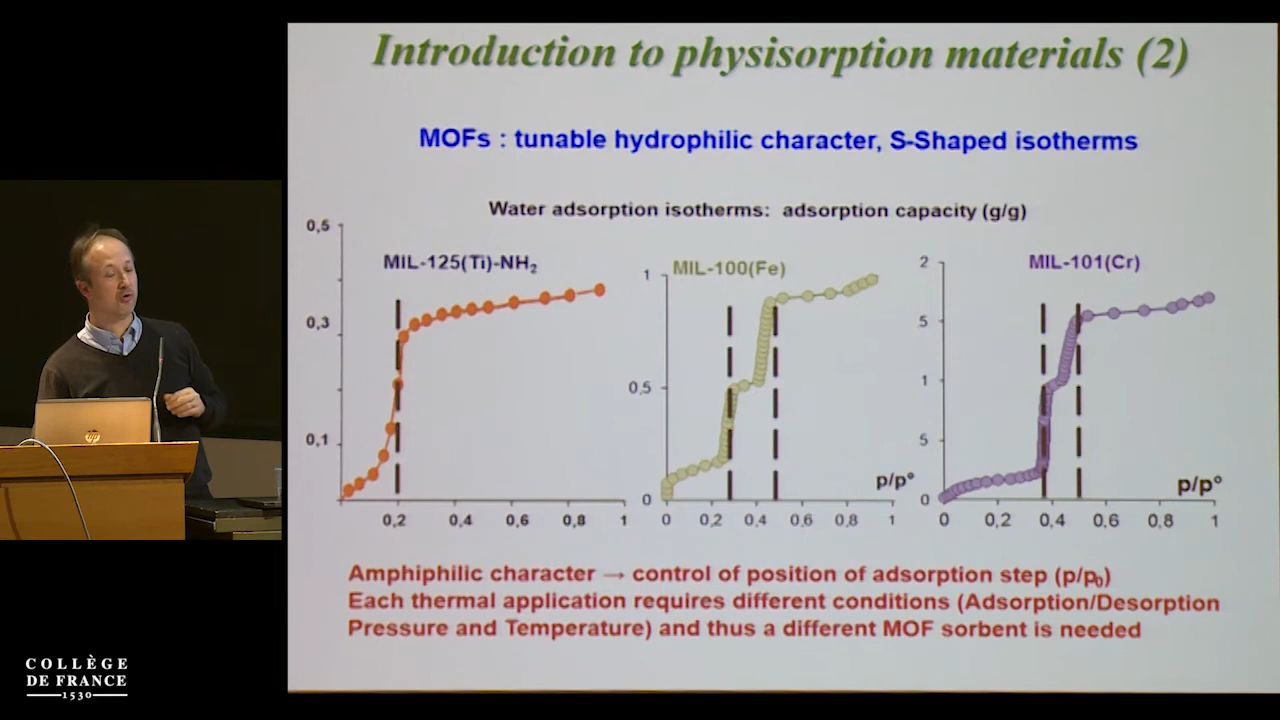 Introduction to physisorption materials (2)
MOFs : tunable hydrophilic character, S-Shaped isotherms
Water adsorption isotherms: adsorption capacity (g/g)
0,5
0,3
0,1
MIL-125(Ti)-NH₂
0,2 0,4 0,6 0,8 1
1
0,5
0
MIL-100(Fe)
p/p°
0 0,2 0,4 0,6 0,8 1
2
5
1
5
0
MIL-101(Cr)
p/p°
0 0,2 0,4 0,6 0,8 1
Amphiphilic character → control of position of adsorption step (p/p₀)
Each thermal application requires different conditions (Adsorption/Desorption
Pressure and Temperature) and thus a different MOF sorbent is needed
hp
COLLÈGE
DE FRANCE
1530